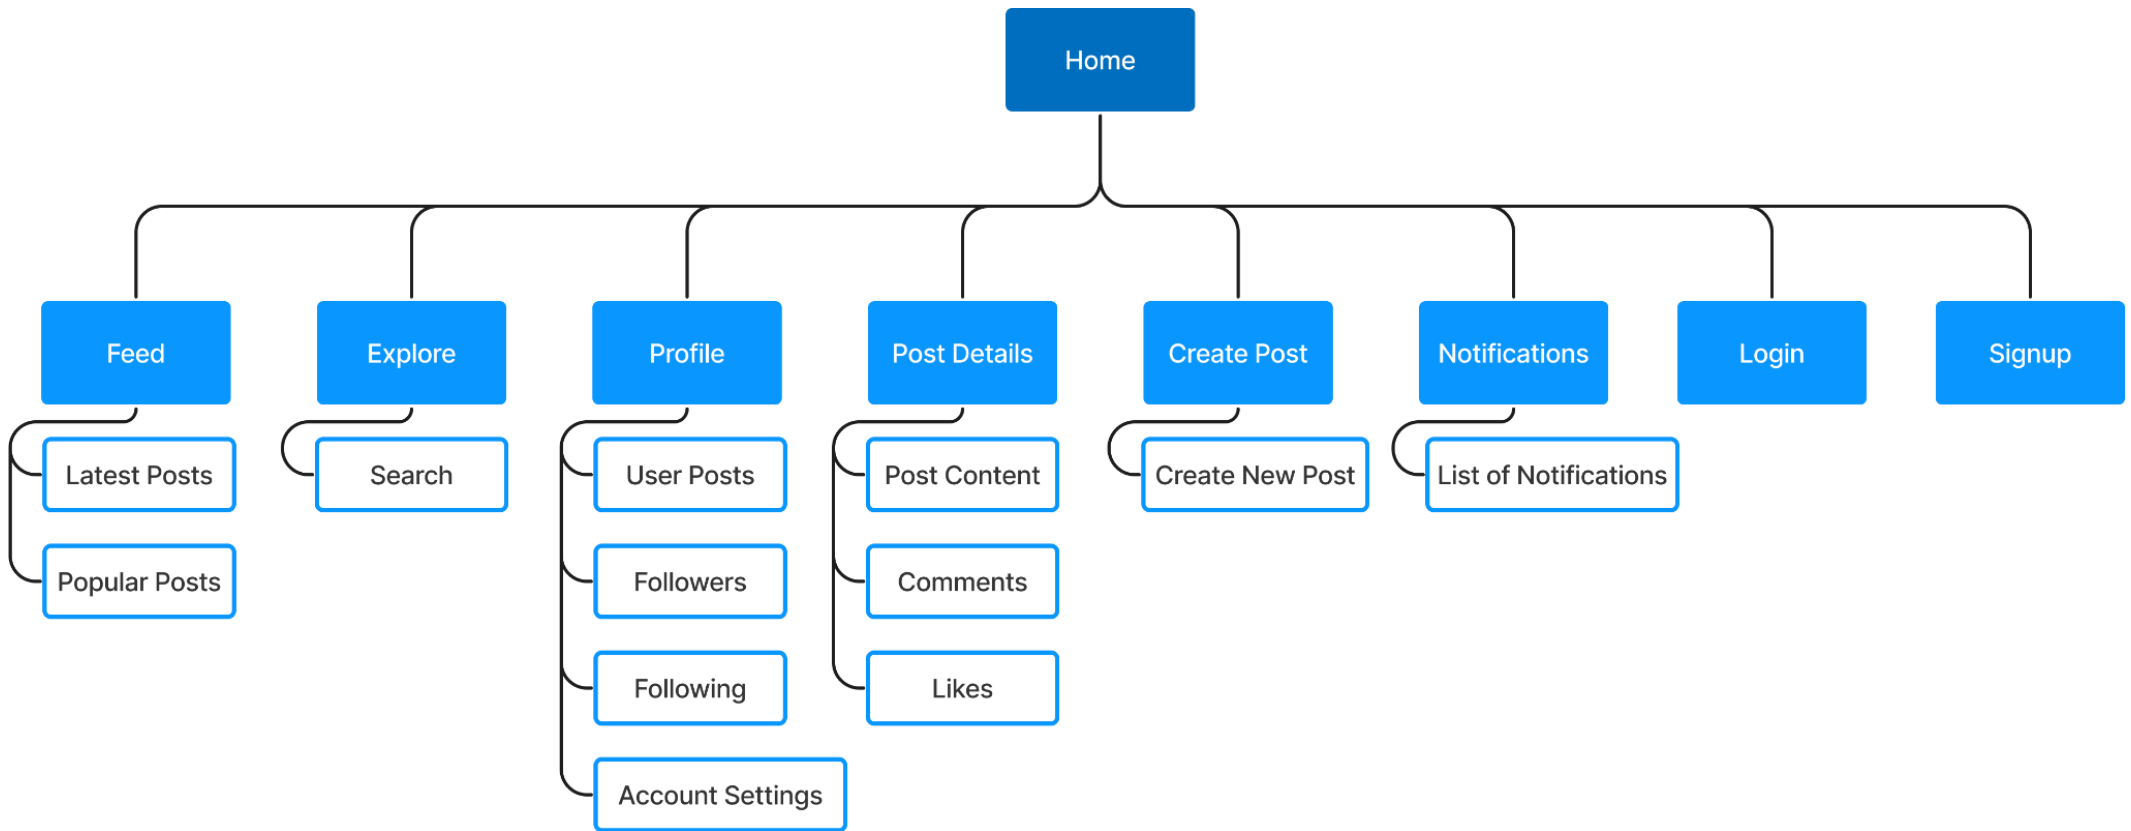 Home
Feed
Explore
Profile
Post Details
Create Post
Notifications
Login
Signup
Latest Posts
Search
User Posts
Post Content
Create New Post
List of Notifications
Popular Posts
Followers
Comments
Following
Likes
Account Settings